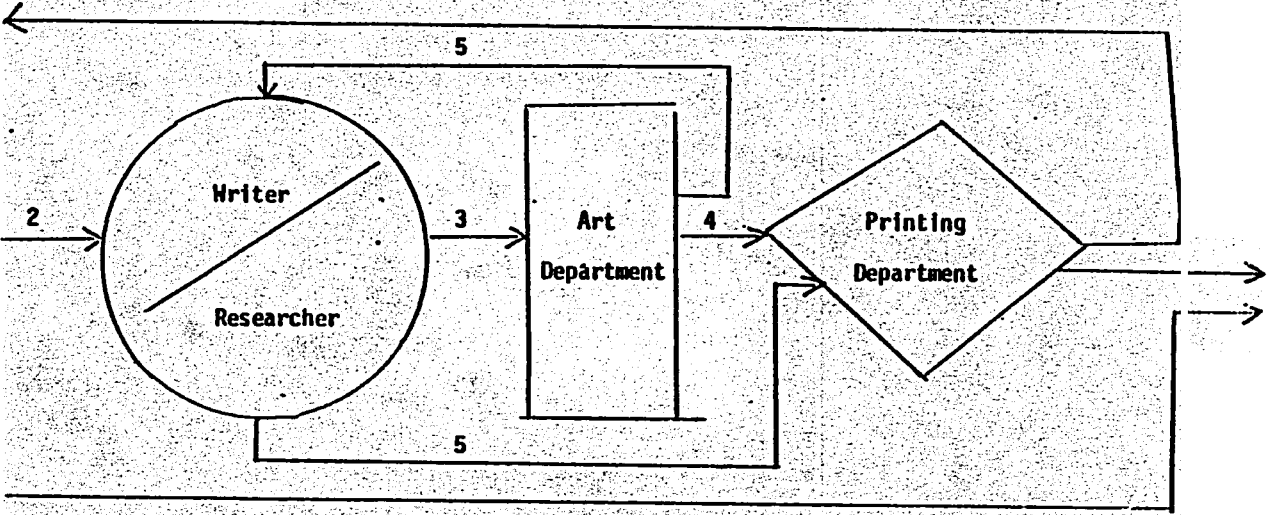 5
Writer
2
3
Art
4
Printing
Department
Department
Researcher
5